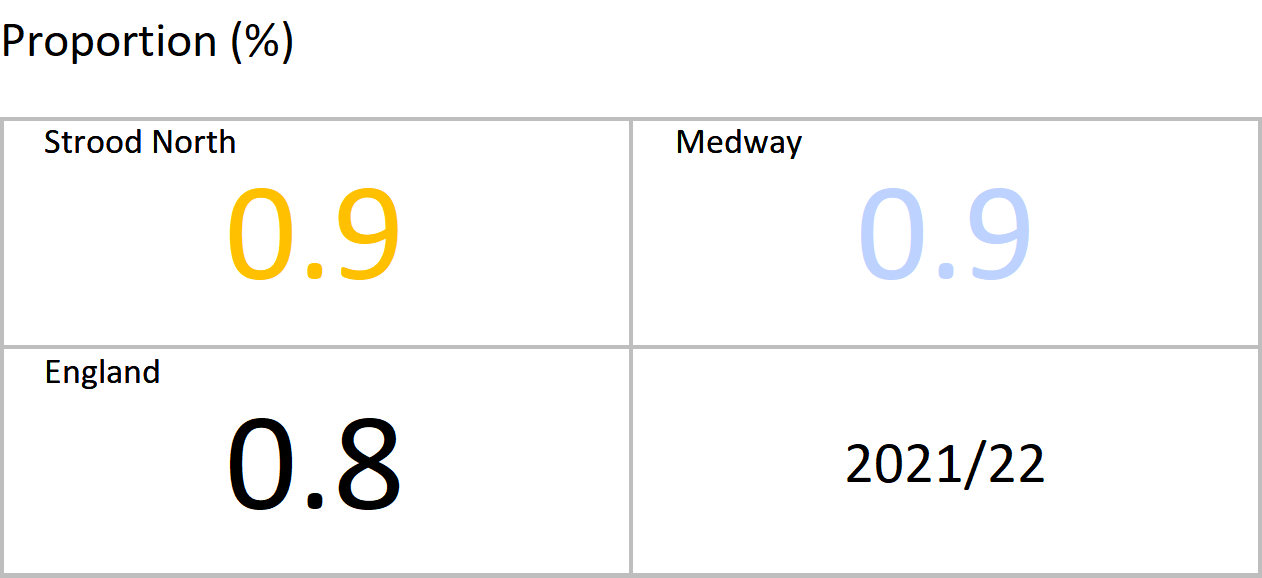 Proportion (%)
Strood North
0.9
Medway
0.9
England
0.8
2021/22